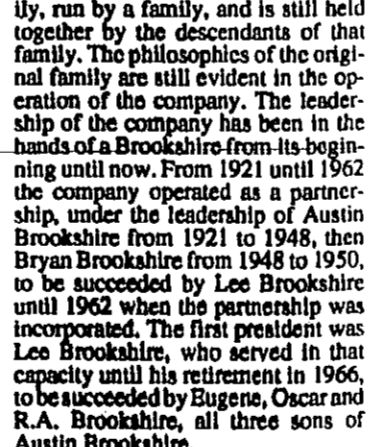 ily, run by a family, and is still held
together by the descendants of that
family. The philosophies of the origi-
nal family are still evident in the op-
eration of the company. The leader-
ship of the company has been in the
hands of a Brookshire from its begin-
ning until now. From 1921 until 1962
the company operated as a partner-
ship, under the leadership of Austin
Brookshire from 1921 to 1948, then
Bryan Brookshire from 1948 to 1950,
to be succeeded by Lee Brookshire
until 1962 when the partnership was
incorporated. The first president was
Lee Brookshire, who served in that
capacity until his retirement in 1966,
to be succeeded by Eugene, Oscar and
R.A. Brookshire, all three sons of
Austin Brookshire.